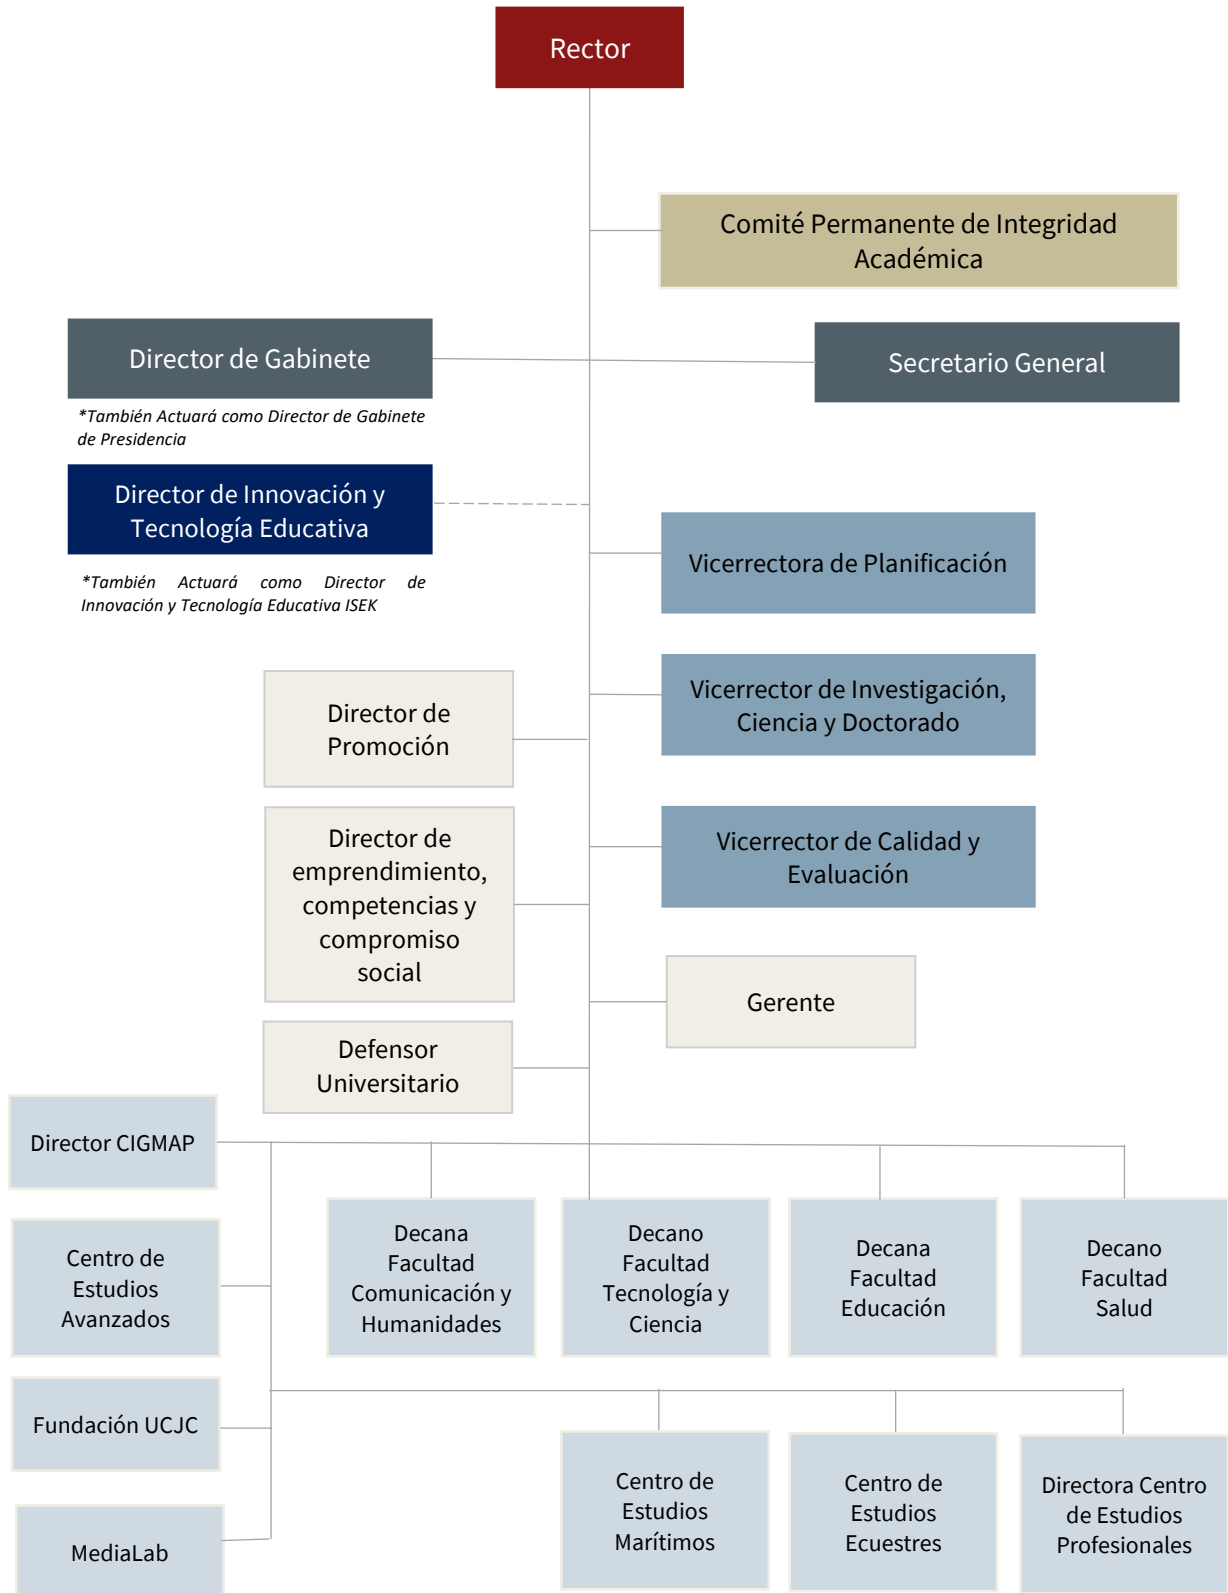 Rector
Comité Permanente de Integridad
Académica
Director de Gabinete
Secretario General
*También Actuará como Director de Gabinete
de Presidencia
Director de Innovación y
Tecnología Educativa
*También Actuará como Director de
Innovación y Tecnología Educativa ISEK
Vicerrectora de Planificación
Vicerrector de Investigación,
Ciencia y Doctorado
Director de
Promoción
Vicerrector de Calidad y
Evaluación
Director de
emprendimiento,
competencias y
compromiso
social
Gerente
Defensor
Universitario
Director CIGMAP
Centro de
Estudios
Avanzados
Decana
Facultad
Comunicación y
Humanidades
Decano
Facultad
Tecnología y
Ciencia
Decana
Facultad
Educación
Decano
Facultad
Salud
Fundación UCJC
MediaLab
Centro de
Estudios
Marítimos
Centro de
Estudios
Ecuestres
Directora Centro
de Estudios
Profesionales